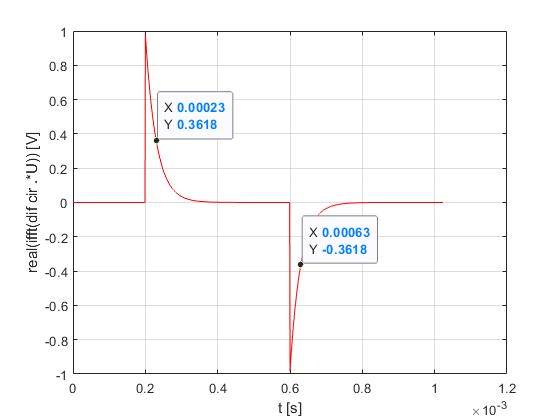 1
0.8
0.6
0.4
0.2
0
-0.2
-0.4
-0.6
-0.8
-1
real(ifft(dif cir .*U)) [V]
X 0.00023
Y 0.3618
X 0.00063
Y -0.3618
0 0.2 0.4 0.6 0.8 1 1.2
t [s]
×10⁻³